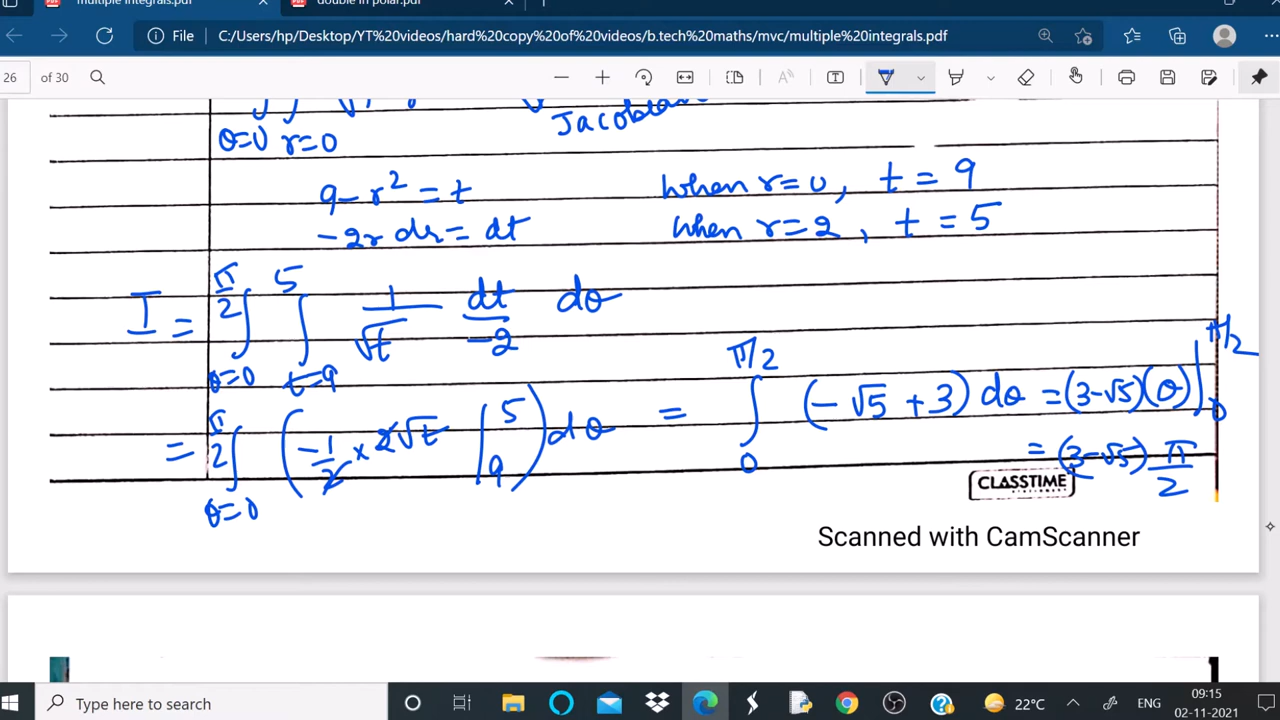 multiple integrals.pdf
double in polar.pdf
File C:/Users/hp/Desktop/YT%20videos/hard%20copy%20of%20videos/b.tech%20maths/mvc/multiple%20integrals.pdf
26 of 30
θ=0 r=0 Jacobian
9-r² = t when r=0, t = 9
-2r dr = dt when r=2, t = 5
I = ∫_{θ=0}^{π/2} ∫_{t=9}^{5} 1/√t dt/-2 dθ
= ∫_{θ=0}^{π/2} (-1/2 × 2√t |_9^5) dθ = ∫_0^{π/2} (-√5 + 3) dθ = (3-√5)(θ)|_0^{π/2}
= (3-√5) π/2
CLASSTIME
Scanned with CamScanner
Type here to search
22°C
ENG
09:15
02-11-2021